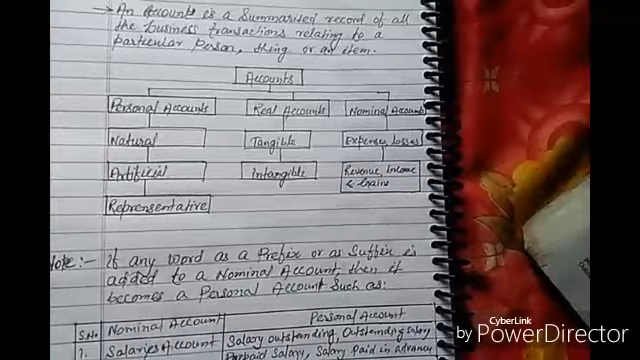 → An Accounts is a Summarised record of all
the business transactions relating to a
particular person, thing or an item.
Accounts
Personal Accounts Real Accounts Nominal Accounts
Natural Tangible Expenses, Losses
Artificial Intangible Revenue, Income
& Gains
Reprensentative
Note:- If any word as a Prefix or as Suffix is
added to a Nominal Account, then it
becomes a Personal Account such as:
S.No Nominal Account Personal Account
1. Salaries Account Salary outstanding, Outstanding salary
Prepaid Salary, Salary paid in advance
CyberLink
by PowerDirector